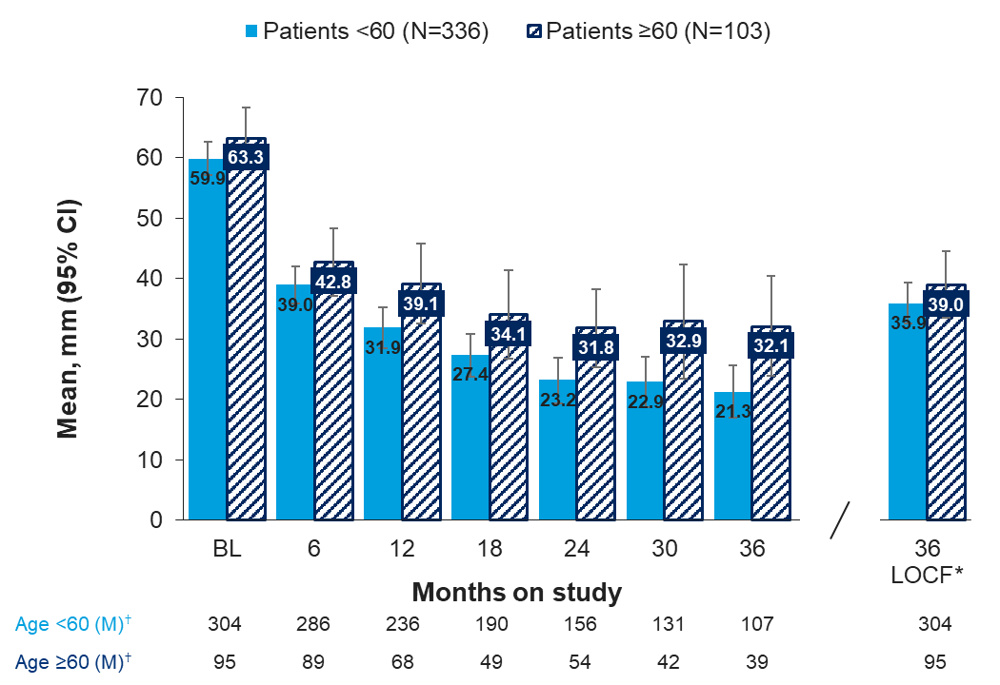 Patients <60 (N=336) Patients ≥60 (N=103)
Mean, mm (95% CI)
70
60
50
40
30
20
10
0
59.9 63.3
39.0 42.8
31.9 39.1
27.4 34.1
23.2 31.8
22.9 32.9
21.3 32.1
35.9 39.0
BL 6 12 18 24 30 36 / 36
LOCF*
Months on study
Age <60 (M)† 304 286 236 190 156 131 107 304
Age ≥60 (M)† 95 89 68 49 54 42 39 95